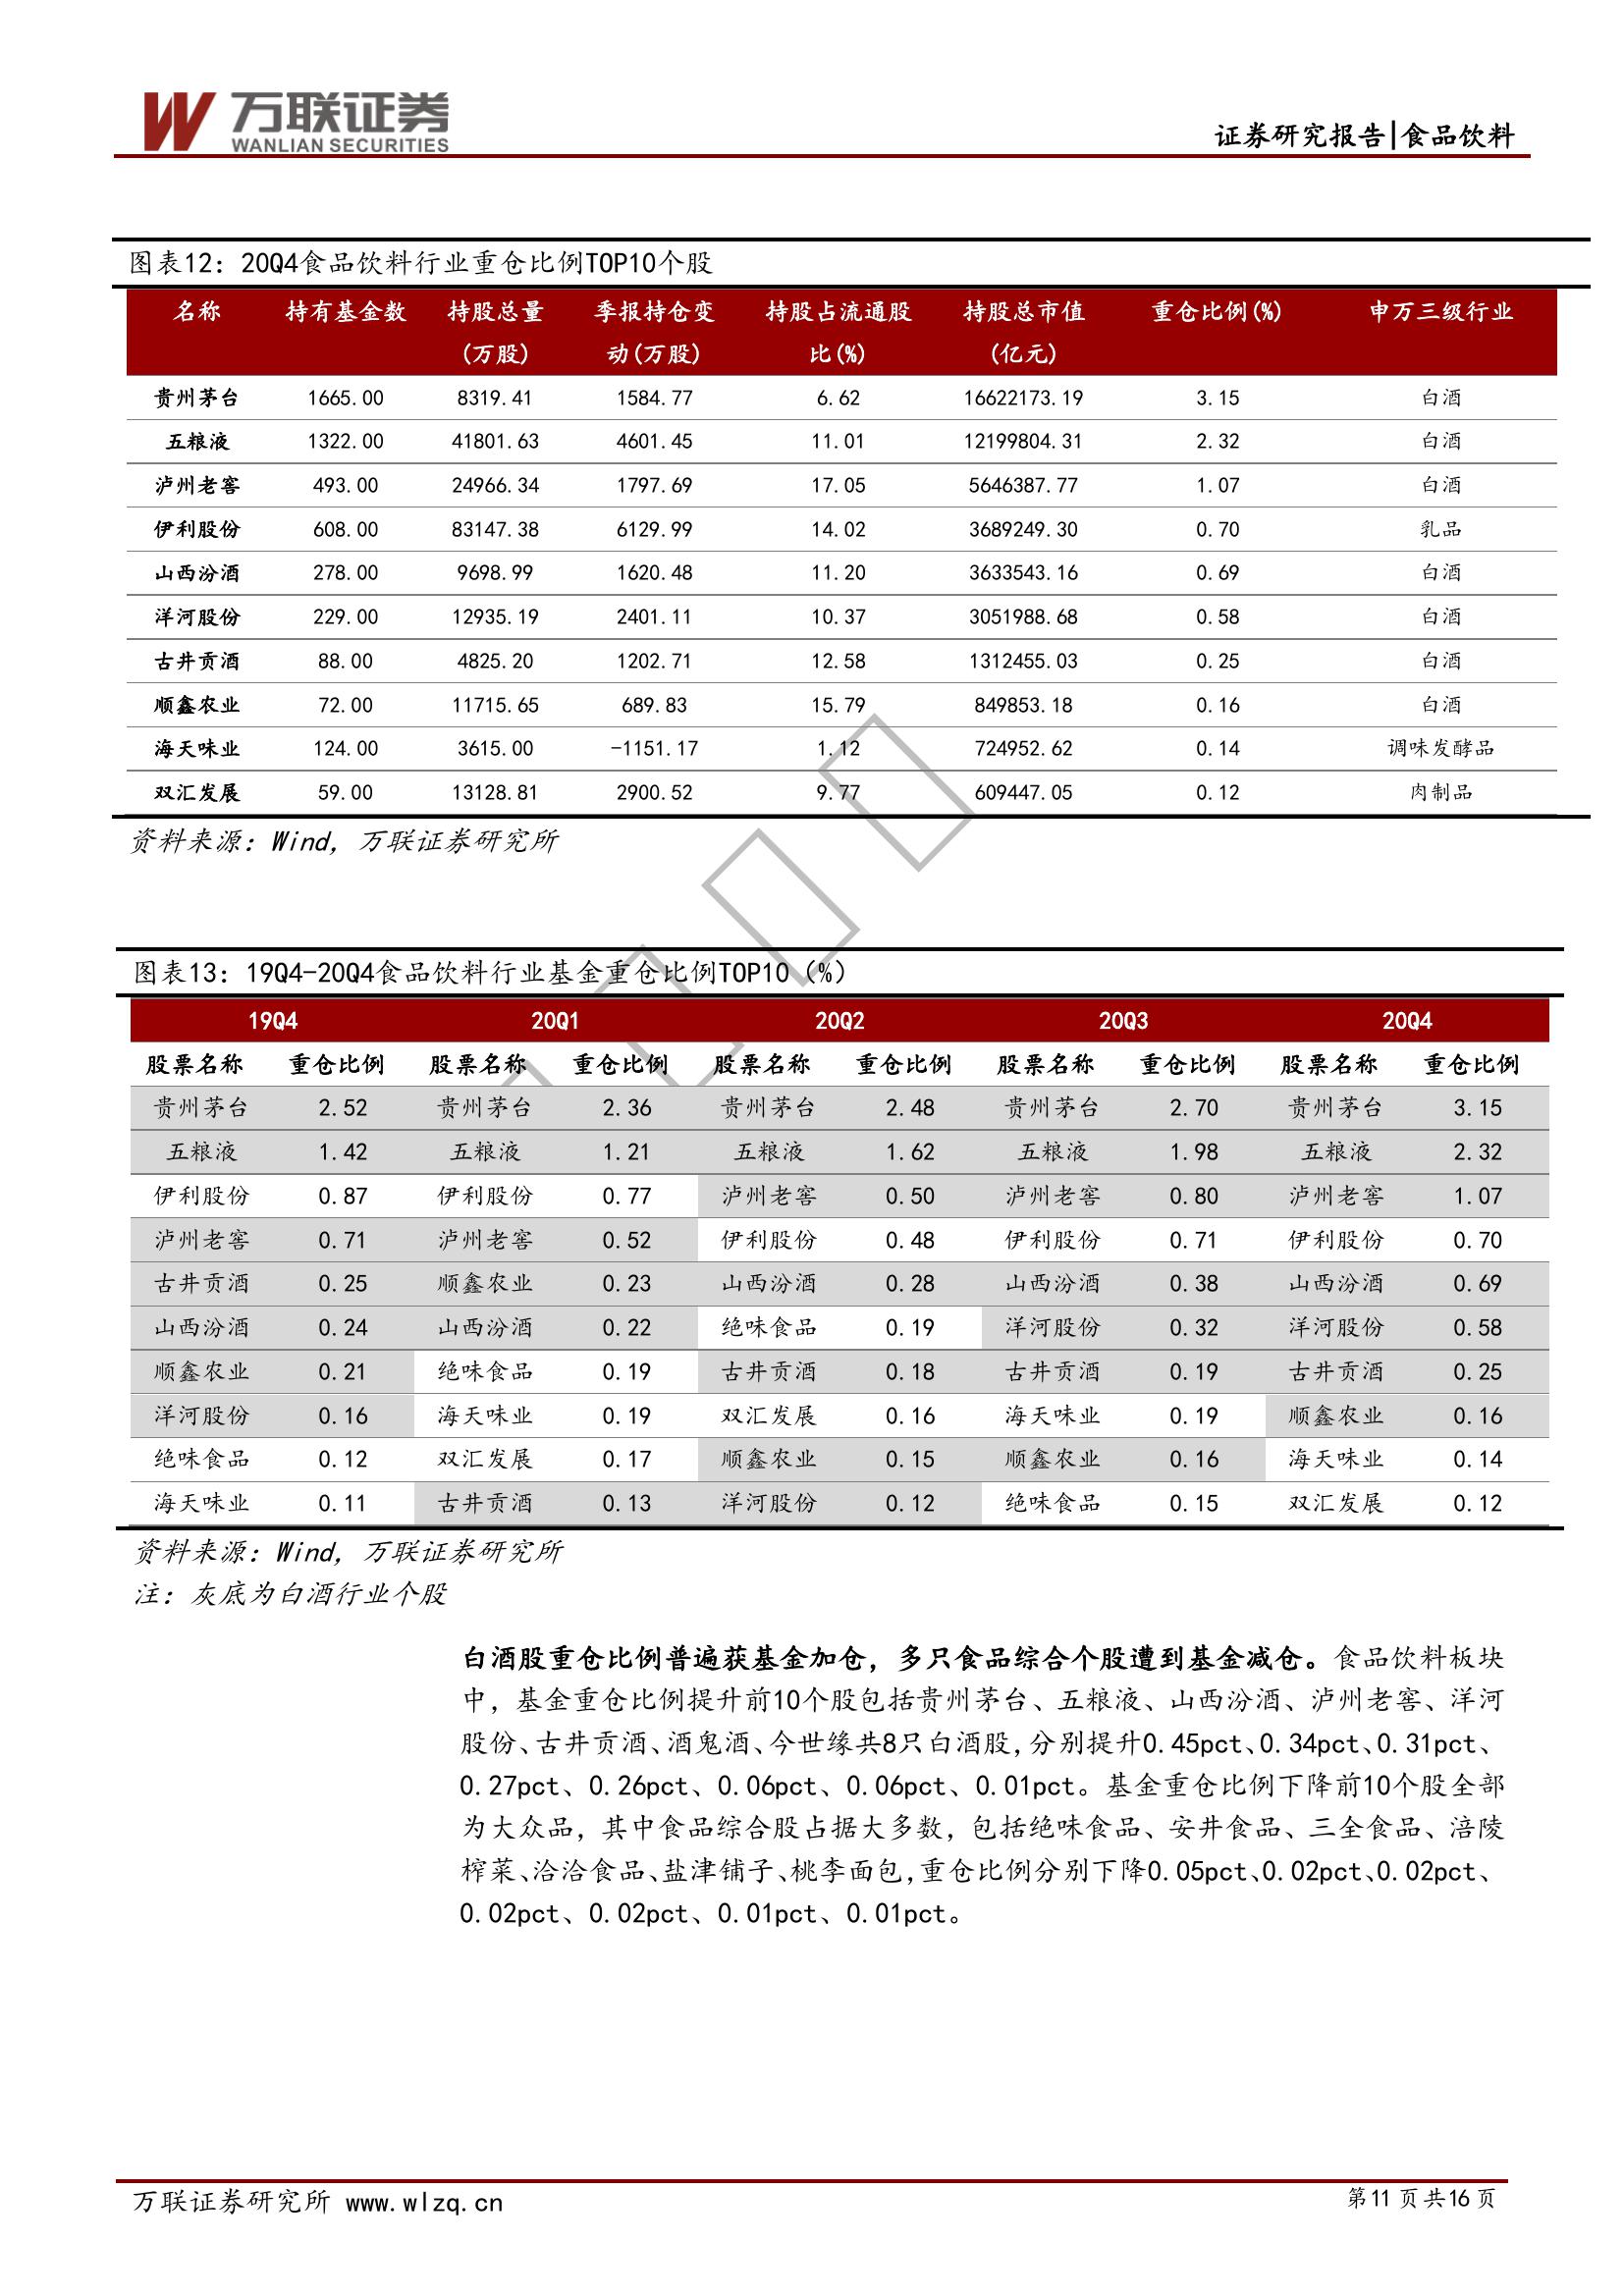 万联证券
WANLIAN SECURITIES
证券研究报告|食品饮料
图表12：20Q4食品饮料行业重仓比例TOP10个股
名称 持有基金数 持股总量(万股) 季报持仓变动(万股) 持股占流通股比(%) 持股总市值(亿元) 重仓比例(%) 申万三级行业
贵州茅台 1665.00 8319.41 1584.77 6.62 16622173.19 3.15 白酒
五粮液 1322.00 41801.63 4601.45 11.01 12199804.31 2.32 白酒
泸州老窖 493.00 24966.34 1797.69 17.05 5646387.77 1.07 白酒
伊利股份 608.00 83147.38 6129.99 14.02 3689249.30 0.70 乳品
山西汾酒 278.00 9698.99 1620.48 11.20 3633543.16 0.69 白酒
洋河股份 229.00 12935.19 2401.11 10.37 3051988.68 0.58 白酒
古井贡酒 88.00 4825.20 1202.71 12.58 1312455.03 0.25 白酒
顺鑫农业 72.00 11715.65 689.83 15.79 849853.18 0.16 白酒
海天味业 124.00 3615.00 -1151.17 1.12 724952.62 0.14 调味发酵品
双汇发展 59.00 13128.81 2900.52 9.77 609447.05 0.12 肉制品
资料来源：Wind，万联证券研究所
图表13：19Q4-20Q4食品饮料行业基金重仓比例TOP10（%）
19Q4 20Q1 20Q2 20Q3 20Q4
股票名称 重仓比例 股票名称 重仓比例 股票名称 重仓比例 股票名称 重仓比例 股票名称 重仓比例
贵州茅台 2.52 贵州茅台 2.36 贵州茅台 2.48 贵州茅台 2.70 贵州茅台 3.15
五粮液 1.42 五粮液 1.21 五粮液 1.62 五粮液 1.98 五粮液 2.32
伊利股份 0.87 伊利股份 0.77 泸州老窖 0.50 泸州老窖 0.80 泸州老窖 1.07
泸州老窖 0.71 泸州老窖 0.52 伊利股份 0.48 伊利股份 0.71 伊利股份 0.70
古井贡酒 0.25 顺鑫农业 0.23 山西汾酒 0.28 山西汾酒 0.38 山西汾酒 0.69
山西汾酒 0.24 山西汾酒 0.22 绝味食品 0.19 洋河股份 0.32 洋河股份 0.58
顺鑫农业 0.21 绝味食品 0.19 古井贡酒 0.18 古井贡酒 0.19 古井贡酒 0.25
洋河股份 0.16 海天味业 0.19 双汇发展 0.16 海天味业 0.19 顺鑫农业 0.16
绝味食品 0.12 双汇发展 0.17 顺鑫农业 0.15 顺鑫农业 0.16 海天味业 0.14
海天味业 0.11 古井贡酒 0.13 洋河股份 0.12 绝味食品 0.15 双汇发展 0.12
资料来源：Wind，万联证券研究所
注：灰底为白酒行业个股
白酒股重仓比例普遍获基金加仓，多只食品综合个股遭到基金减仓。食品饮料板块
中，基金重仓比例提升前10个股包括贵州茅台、五粮液、山西汾酒、泸州老窖、洋河
股份、古井贡酒、酒鬼酒、今世缘共8只白酒股,分别提升0.45pct、0.34pct、0.31pct、
0.27pct、0.26pct、0.06pct、0.06pct、0.01pct。基金重仓比例下降前10个股全部
为大众品，其中食品综合股占据大多数，包括绝味食品、安井食品、三全食品、涪陵
榨菜、洽洽食品、盐津铺子、桃李面包,重仓比例分别下降0.05pct、0.02pct、0.02pct、
0.02pct、0.02pct、0.01pct、0.01pct。
万联证券研究所 www.wlzq.cn
第11页共16页